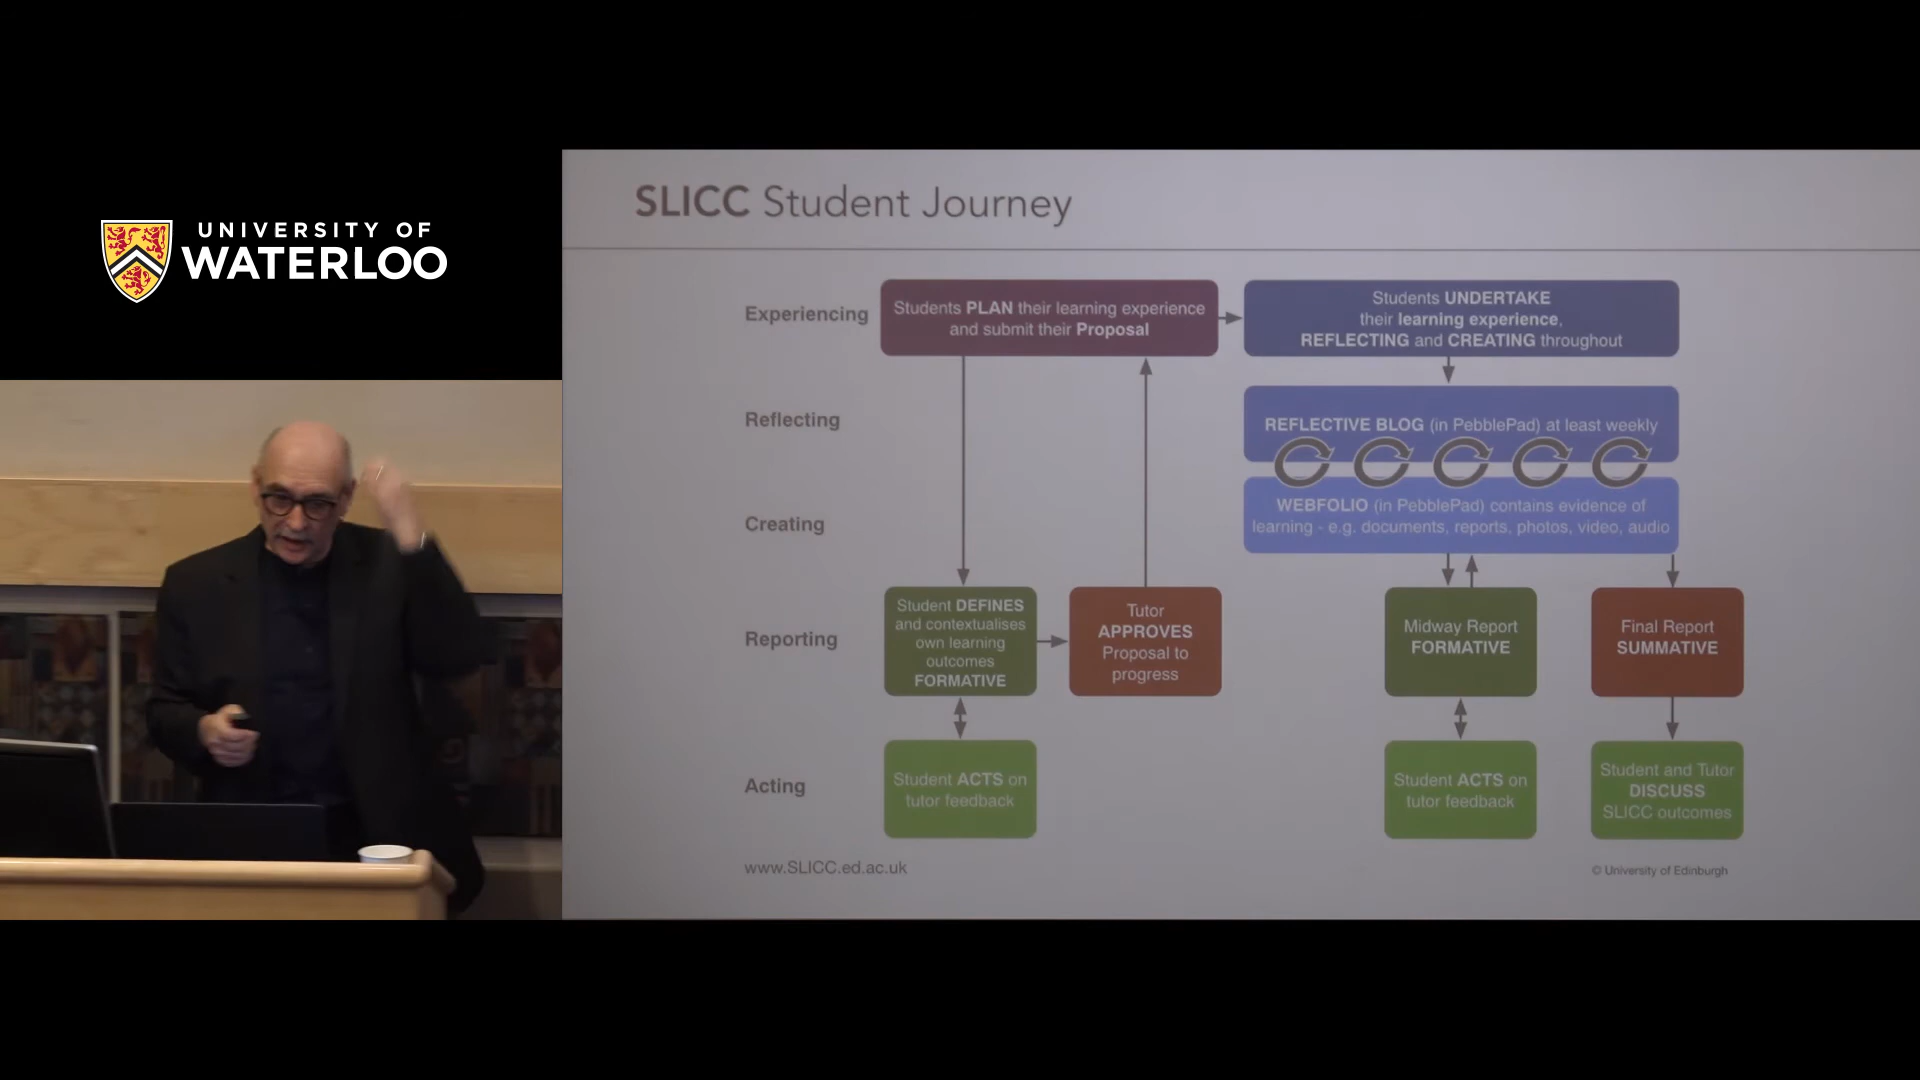 UNIVERSITY OF
WATERLOO
SLICC Student Journey
Experiencing
Students PLAN their learning experience
and submit their Proposal
Students UNDERTAKE
their learning experience,
REFLECTING and CREATING throughout
Reflecting
REFLECTIVE BLOG (in PebblePad) at least weekly
Creating
WEBFOLIO (in PebblePad) contains evidence of
learning - e.g. documents, reports, photos, video, audio
Reporting
Student DEFINES
and contextualises
own learning
outcomes
FORMATIVE
Tutor
APPROVES
Proposal to
progress
Midway Report
FORMATIVE
Final Report
SUMMATIVE
Acting
Student ACTS on
tutor feedback
Student ACTS on
tutor feedback
Student and Tutor
DISCUSS
SLICC outcomes
www.SLICC.ed.ac.uk
© University of Edinburgh